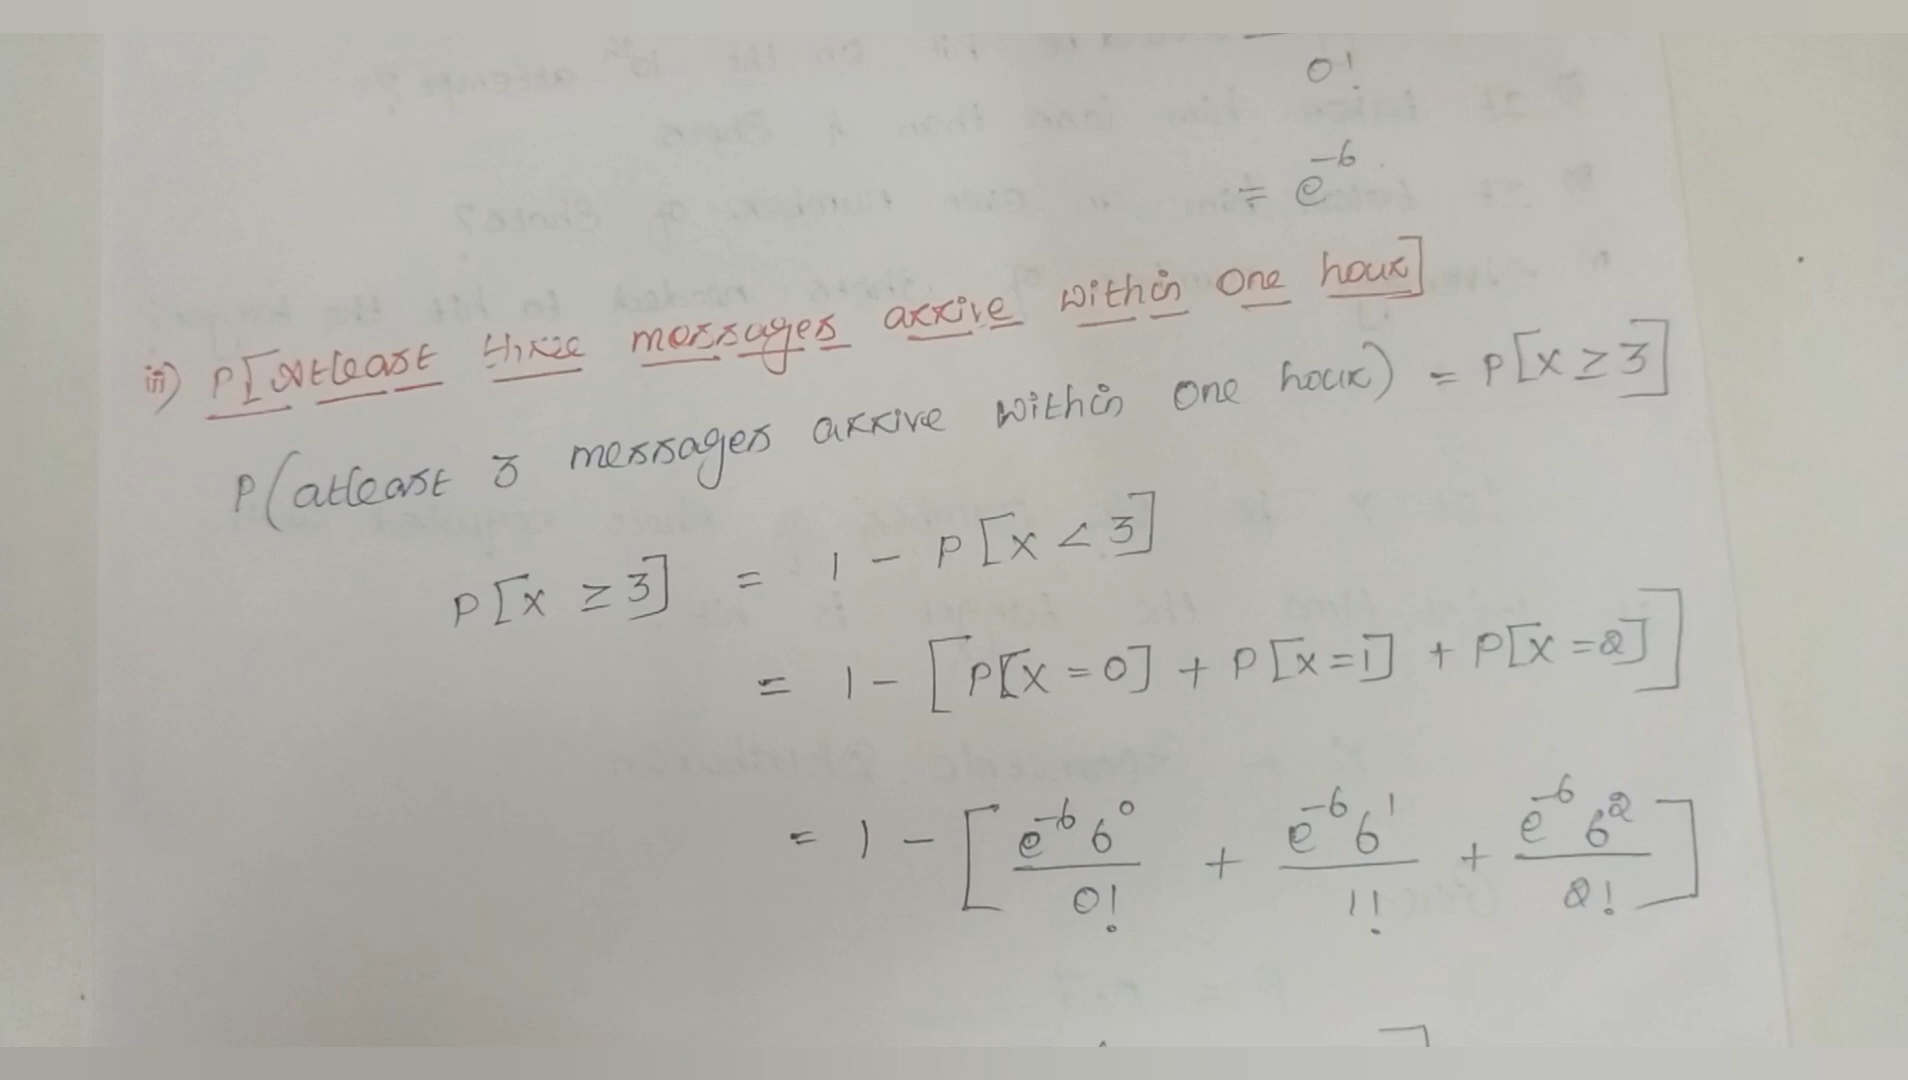 0!
= e^-6
iii) P[Atleast three messages arrive within one hour]
P(atleast 3 messages arrive within one hour) = P[X ≥ 3]
P[X ≥ 3] = 1 - P[X < 3]
= 1 - [P[X = 0] + P[X = 1] + P[X = 2]]
= 1 - [e^-6 6^0 / 0! + e^-6 6^1 / 1! + e^-6 6^2 / 2!]